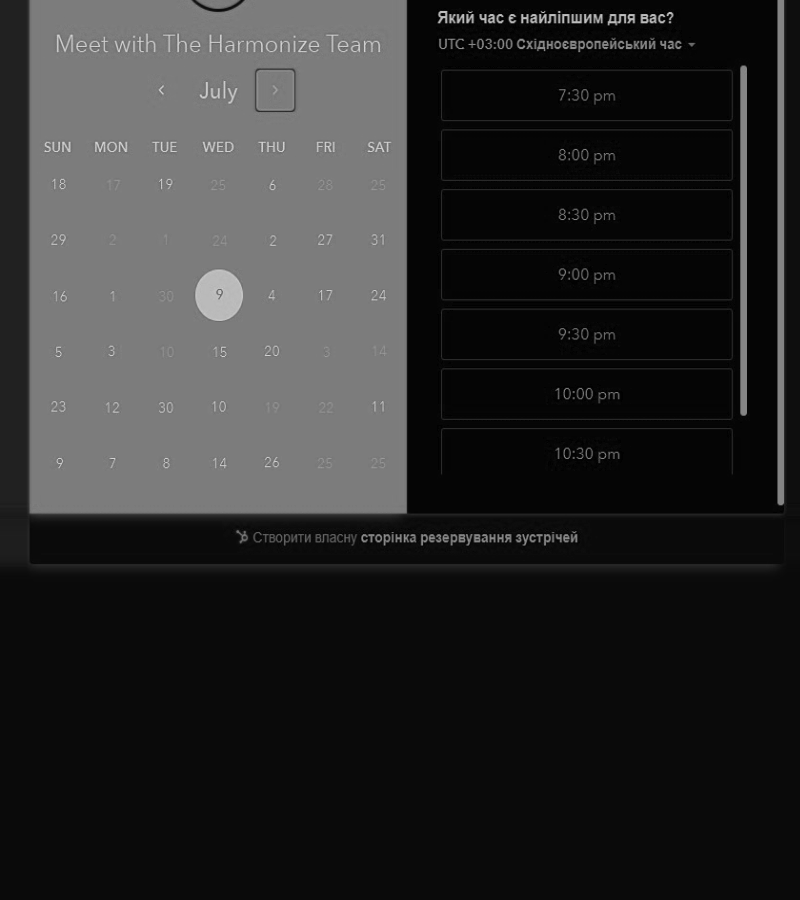 Meet with The Harmonize Team
July
SUN MON TUE WED THU FRI SAT
18 17 19 25 6 28 25
29 2 1 24 2 27 31
16 1 30 9 4 17 24
5 3 10 15 20 3 14
23 12 30 10 19 22 11
9 7 8 14 26 25 25
Який час є найліпшим для вас?
UTC +03:00 Східноєвропейський час
7:30 pm
8:00 pm
8:30 pm
9:00 pm
9:30 pm
10:00 pm
10:30 pm
Створити власну сторінка резервування зустрічей